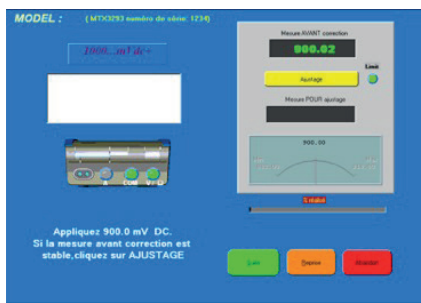 MODEL : ( MTX3293 numéro de série: 1234)
1000...mV dc+
Mesure AVANT correction
900.02
Limit
Ajustage
Mesure POUR ajustage
900.00
A COM V
% réalisé
Appliquez 900.0 mV DC.
Si la mesure avant correction est
stable,cliquez sur AJUSTAGE
Reprise
Abandon